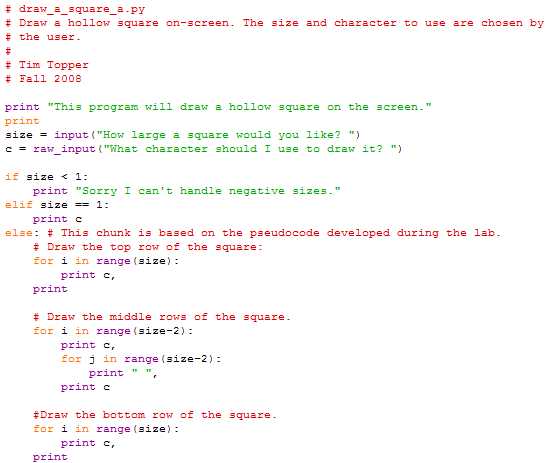 # draw_a_square_a.py
# Draw a hollow square on-screen. The size and character to use are chosen by
# the user.
#
# Tim Topper
# Fall 2008

print "This program will draw a hollow square on the screen."
print
size = input("How large a square would you like? ")
c = raw_input("What character should I use to draw it? ")

if size < 1:
    print "Sorry I can't handle negative sizes."
elif size == 1:
    print c
else: # This chunk is based on the pseudocode developed during the lab.
    # Draw the top row of the square:
    for i in range(size):
        print c,
    print

    # Draw the middle rows of the square.
    for i in range(size-2):
        print c,
        for j in range(size-2):
            print " ",
        print c

    #Draw the bottom row of the square.
    for i in range(size):
        print c,
    print